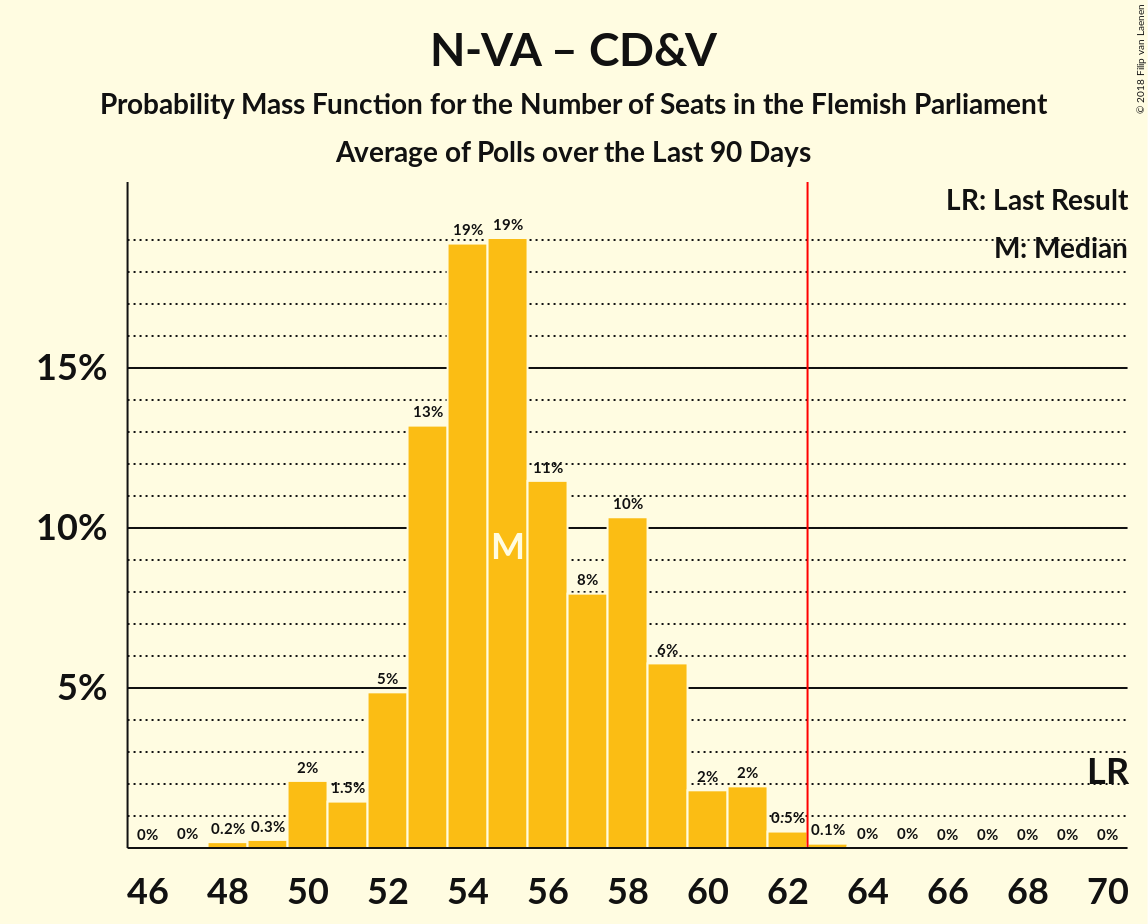 N-VA – CD&V
Probability Mass Function for the Number of Seats in the Flemish Parliament
Average of Polls over the Last 90 Days
© 2018 Filip van Laenen
LR: Last Result
M: Median
15%
10%
5%
0% 0% 0.2% 0.3% 2% 1.5% 5% 13% 19% 19% 11% 8% 10% 6% 2% 2% 0.5% 0.1% 0% 0% 0% 0% 0% 0% 0%
M
LR
46 48 50 52 54 56 58 60 62 64 66 68 70